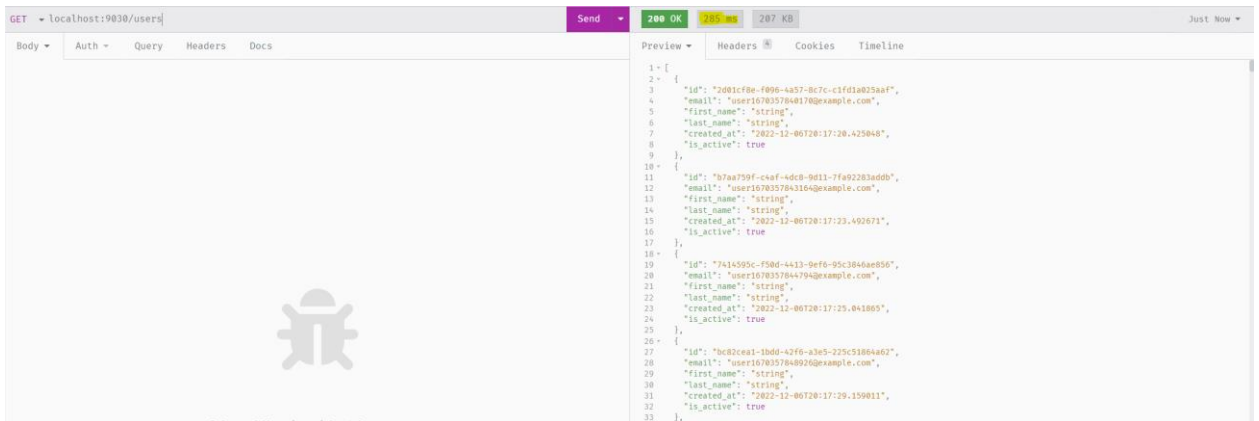 GET localhost:9030/users Send 200 OK 285 ms 207 KB Just Now
Body Auth Query Headers Docs Preview Headers 4 Cookies Timeline
1 [
2 {
3 "id": "2d01cf8e-f096-4a57-8c7c-c1fd1a025aaf",
4 "email": "user1670357840170@example.com",
5 "first_name": "string",
6 "last_name": "string",
7 "created_at": "2022-12-06T20:17:20.425048",
8 "is_active": true
9 },
10 {
11 "id": "b7aa759f-c4af-4dc0-9d11-7fa92283addb",
12 "email": "user1670357843164@example.com",
13 "first_name": "string",
14 "last_name": "string",
15 "created_at": "2022-12-06T20:17:23.492671",
16 "is_active": true
17 },
18 {
19 "id": "7414595c-f50d-4413-9ef6-95c3846ae856",
20 "email": "user1670357844794@example.com",
21 "first_name": "string",
22 "last_name": "string",
23 "created_at": "2022-12-06T20:17:25.041865",
24 "is_active": true
25 },
26 {
27 "id": "bc82cea1-1bdd-42f6-a3e5-225c51864a62",
28 "email": "user1670357848926@example.com",
29 "first_name": "string",
30 "last_name": "string",
31 "created_at": "2022-12-06T20:17:29.159011",
32 "is_active": true
33 },